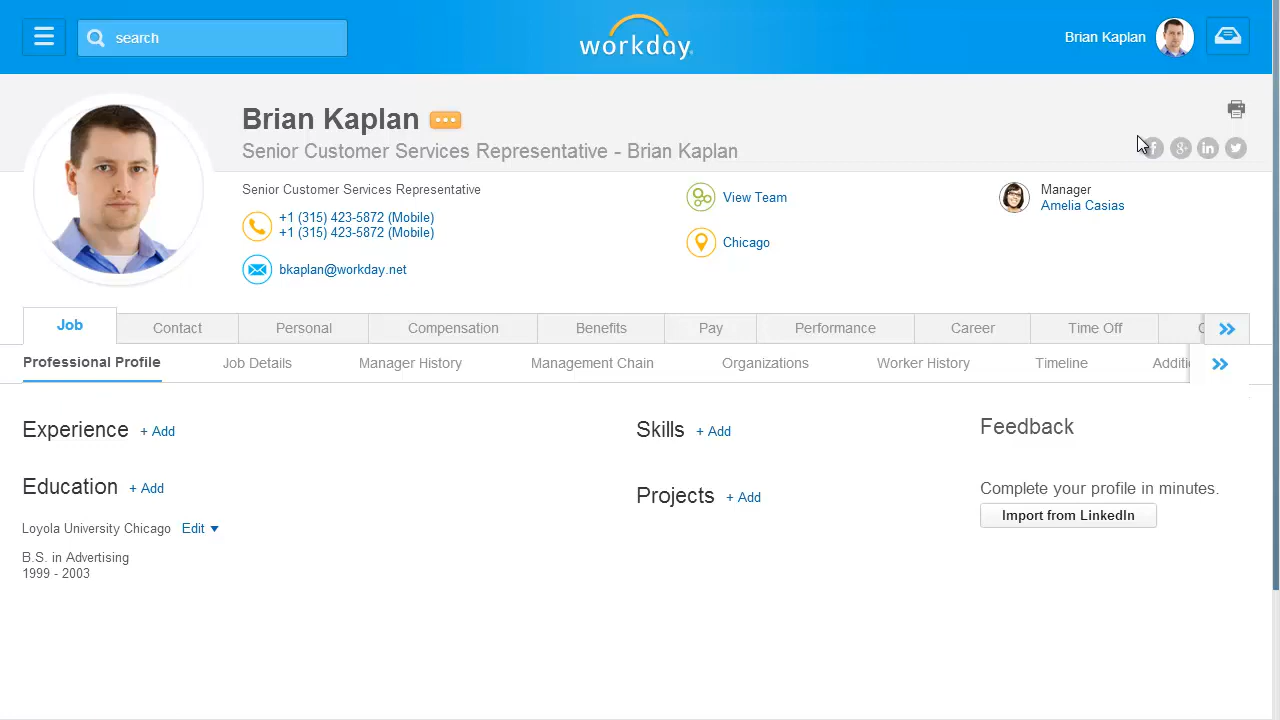 search
workday.
Brian Kaplan
Brian Kaplan
Senior Customer Services Representative - Brian Kaplan
Senior Customer Services Representative
+1 (315) 423-5872 (Mobile)
+1 (315) 423-5872 (Mobile)
bkaplan@workday.net
View Team
Chicago
Manager
Amelia Casias
Job Contact Personal Compensation Benefits Pay Performance Career Time Off
Professional Profile Job Details Manager History Management Chain Organizations Worker History Timeline Additi
Experience + Add
Education + Add
Loyola University Chicago Edit
B.S. in Advertising
1999 - 2003
Skills + Add
Projects + Add
Feedback
Complete your profile in minutes.
Import from LinkedIn